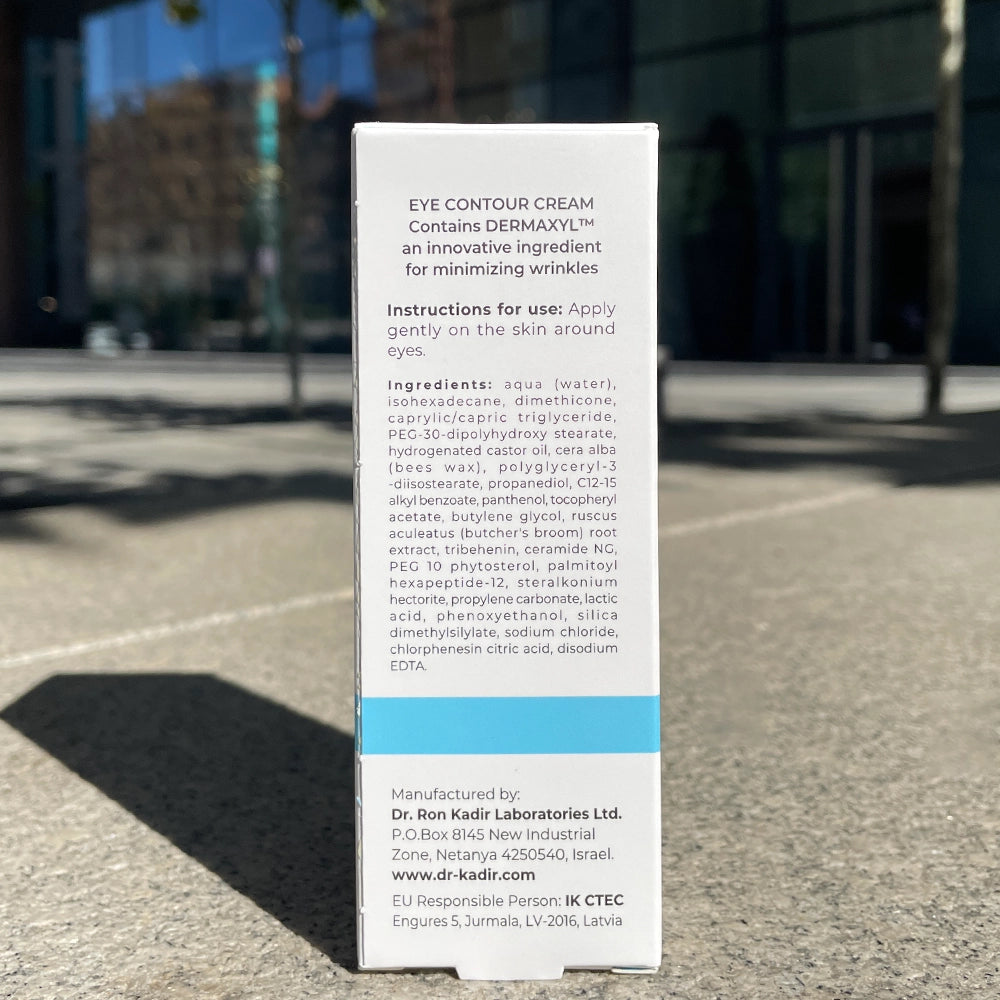 EYE CONTOUR CREAM
Contains DERMAXYL™
an innovative ingredient
for minimizing wrinkles
Instructions for use: Apply
gently on the skin around
eyes.
Ingredients: aqua (water),
isohexadecane, dimethicone,
caprylic/capric triglyceride,
PEG-30-dipolyhydroxy stearate,
hydrogenated castor oil, cera alba
(bees wax), polyglyceryl-3
-diisostearate, propanediol, C12-15
alkyl benzoate, panthenol, tocopheryl
acetate, butylene glycol, ruscus
aculeatus (butcher's broom) root
extract, tribehenin, ceramide NG,
PEG 10 phytosterol, palmitoyl
hexapeptide-12, steralkonium
hectorite, propylene carbonate, lactic
acid, phenoxyethanol, silica
dimethylsilylate, sodium chloride,
chlorphenesin citric acid, disodium
EDTA.
Manufactured by:
Dr. Ron Kadir Laboratories Ltd.
P.O.Box 8145 New Industrial
Zone, Netanya 4250540, Israel.
www.dr-kadir.com
EU Responsible Person: IK CTEC
Engures 5, Jurmala, LV-2016, Latvia